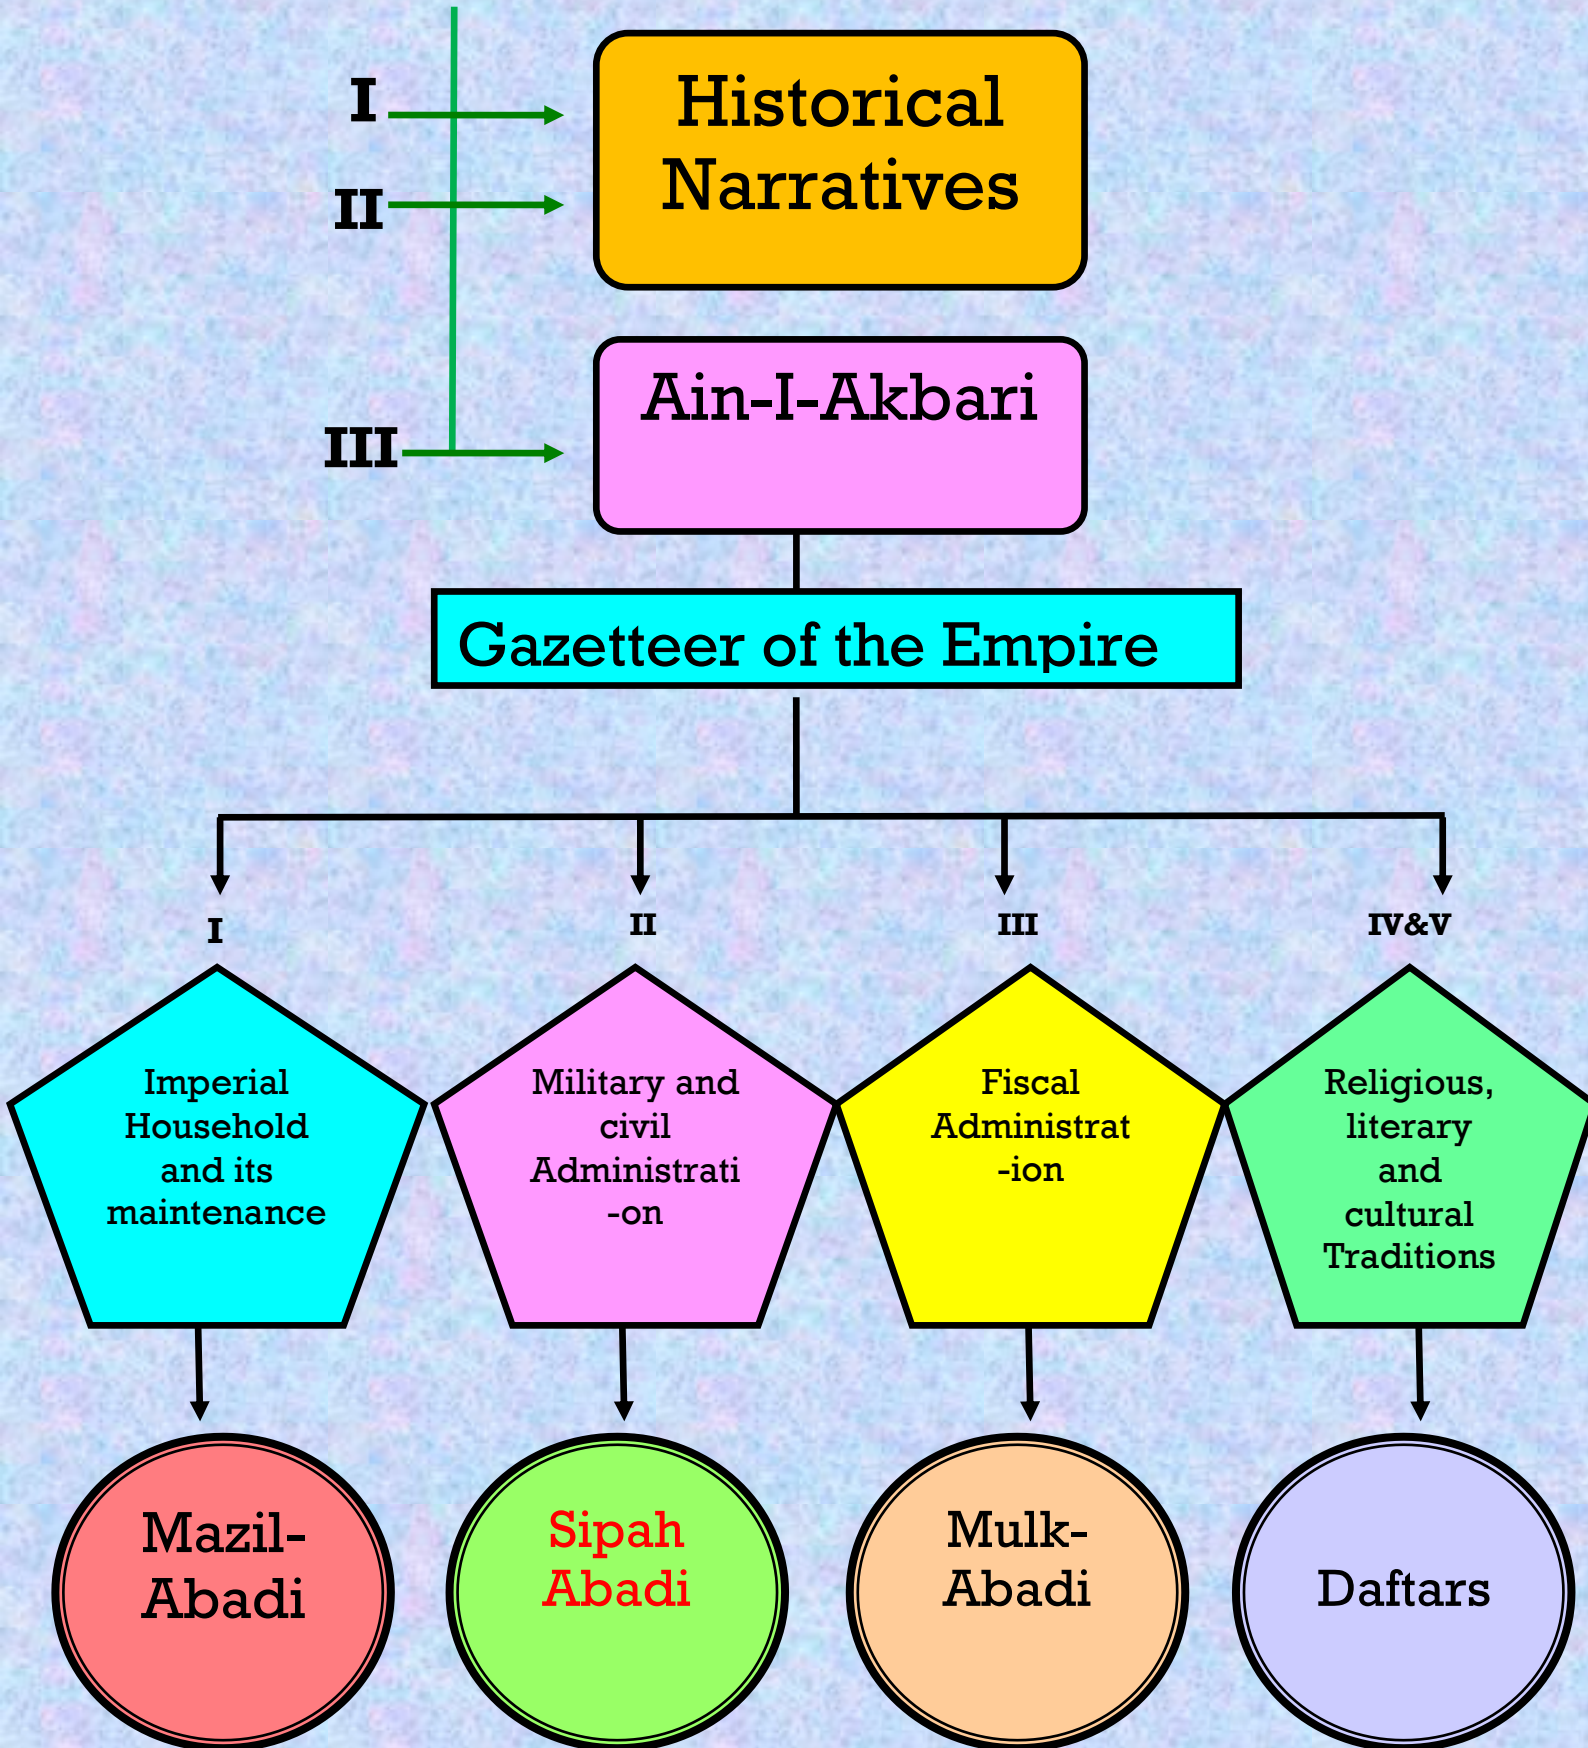 I
Historical
Narratives
II
Ain-I-Akbari
III
Gazetteer of the Empire
I
II
III
IV&V
Imperial
Household
and its
maintenance
Military and
civil
Administrati
-on
Fiscal
Administrat
-ion
Religious,
literary
and
cultural
Traditions
Mazil-
Abadi
Sipah
Abadi
Mulk-
Abadi
Daftars